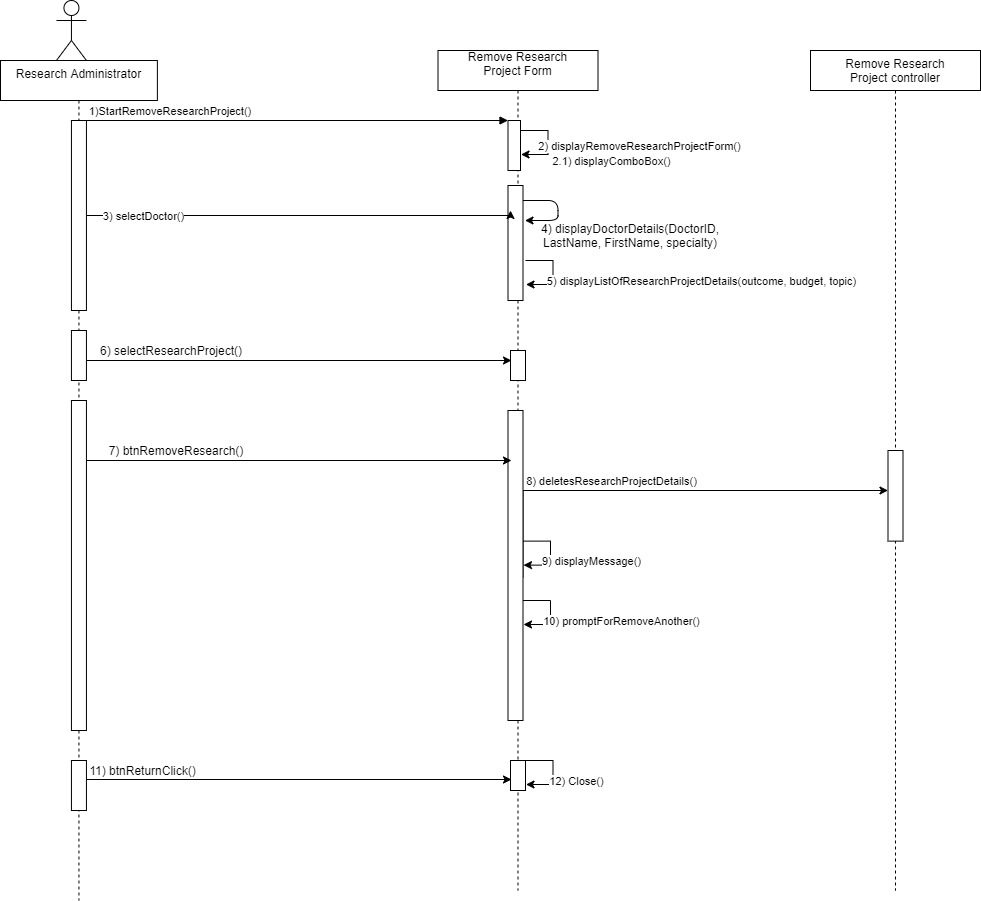 Research Administrator
Remove Research
Project Form
Remove Research
Project controller
1)StartRemoveResearchProject()
2) displayRemoveResearchProjectForm()
2.1) displayComboBox()
3) selectDoctor()
4) displayDoctorDetails(DoctorID,
LastName, FirstName, specialty)
5) displayListOfResearchProjectDetails(outcome, budget, topic)
6) selectResearchProject()
7) btnRemoveResearch()
8) deletesResearchProjectDetails()
9) displayMessage()
10) promptForRemoveAnother()
11) btnReturnClick()
12) Close()